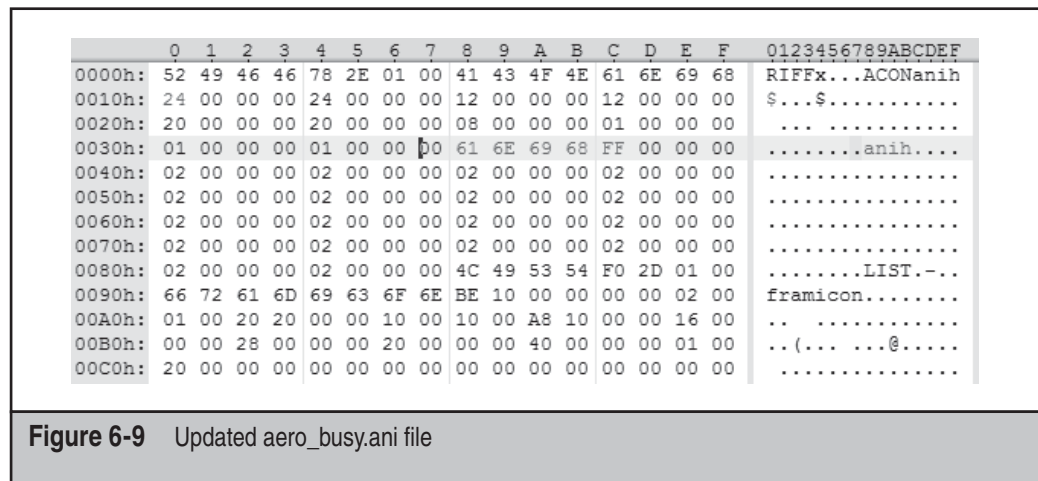 0 1 2 3 4 5 6 7 8 9 A B C D E F 0123456789ABCDEF
0000h: 52 49 46 46 78 2E 01 00 41 43 4F 4E 61 6E 69 68 RIFFx...ACONanih
0010h: 24 00 00 00 24 00 00 00 12 00 00 00 12 00 00 00 $...$...........
0020h: 20 00 00 00 20 00 00 00 08 00 00 00 01 00 00 00  ... ...........
0030h: 01 00 00 00 01 00 00 00 61 6E 69 68 FF 00 00 00 ........anih....
0040h: 02 00 00 00 02 00 00 00 02 00 00 00 02 00 00 00 ................
0050h: 02 00 00 00 02 00 00 00 02 00 00 00 02 00 00 00 ................
0060h: 02 00 00 00 02 00 00 00 02 00 00 00 02 00 00 00 ................
0070h: 02 00 00 00 02 00 00 00 02 00 00 00 02 00 00 00 ................
0080h: 02 00 00 00 02 00 00 00 4C 49 53 54 F0 2D 01 00 ........LIST.-..
0090h: 66 72 61 6D 69 63 6F 6E BE 10 00 00 00 00 02 00 framicon........
00A0h: 01 00 20 20 00 00 10 00 10 00 A8 10 00 00 16 00 ..  ............
00B0h: 00 00 28 00 00 00 20 00 00 00 40 00 00 00 01 00 ..(... ...@.....
00C0h: 20 00 00 00 00 00 00 00 00 00 00 00 00 00 00 00  ...............
Figure 6-9 Updated aero_busy.ani file